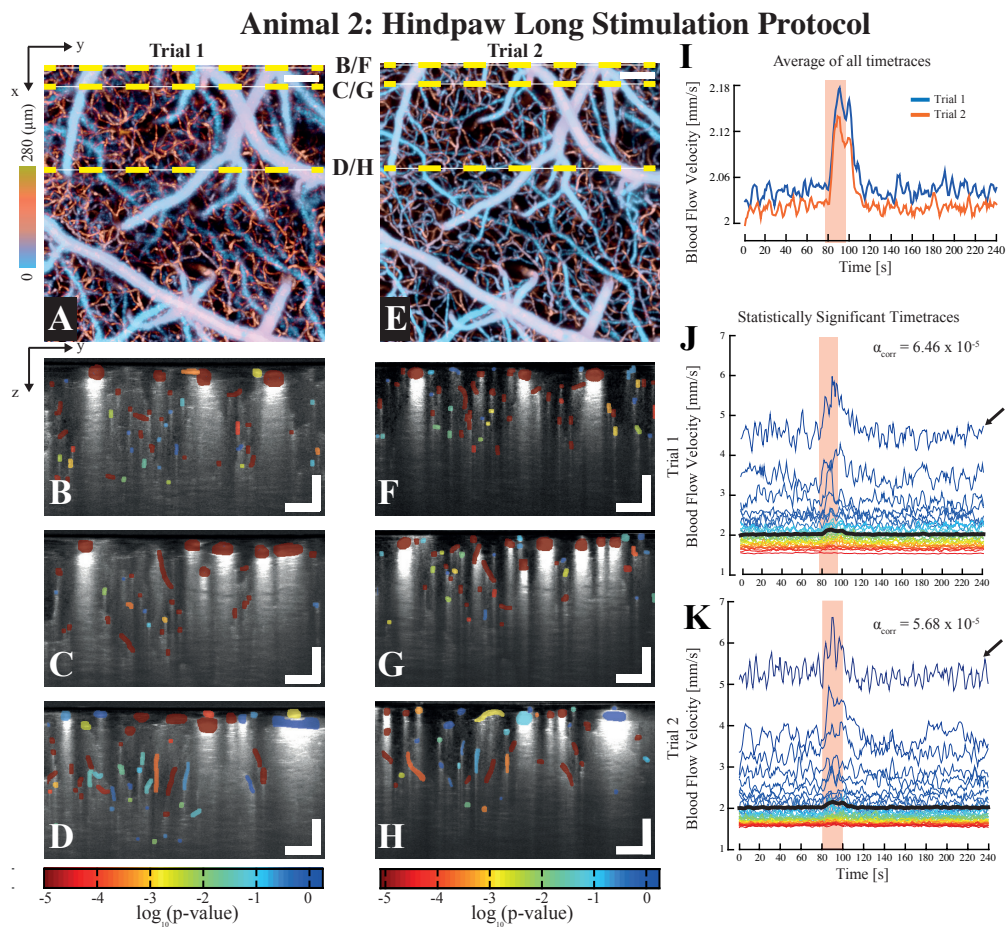 Animal 2: Hindpaw Long Stimulation Protocol
Trial 1
Trial 2
y
x
280 (μm)
0
B/F
C/G
D/H
A
E
y
z
B
F
C
G
D
H
-5 -4 -3 -2 -1 0
log10(p-value)
-5 -4 -3 -2 -1 0
log10(p-value)
I
Average of all timetraces
Trial 1
Trial 2
Blood Flow Velocity [mm/s]
2.18
2.12
2.06
2
0 20 40 60 80 100 120 140 160 180 200 220 240
Time [s]
Statistically Significant Timetraces
J
αcorr = 6.46 x 10-5
Trial 1
Blood Flow Velocity [mm/s]
7
6
5
4
3
2
1
0 20 40 60 80 100 120 140 160 180 200 220 240
K
αcorr = 5.68 x 10-5
Trial 2
Blood Flow Velocity [mm/s]
7
6
5
4
3
2
1
0 20 40 60 80 100 120 140 160 180 200 220 240
Time [s]